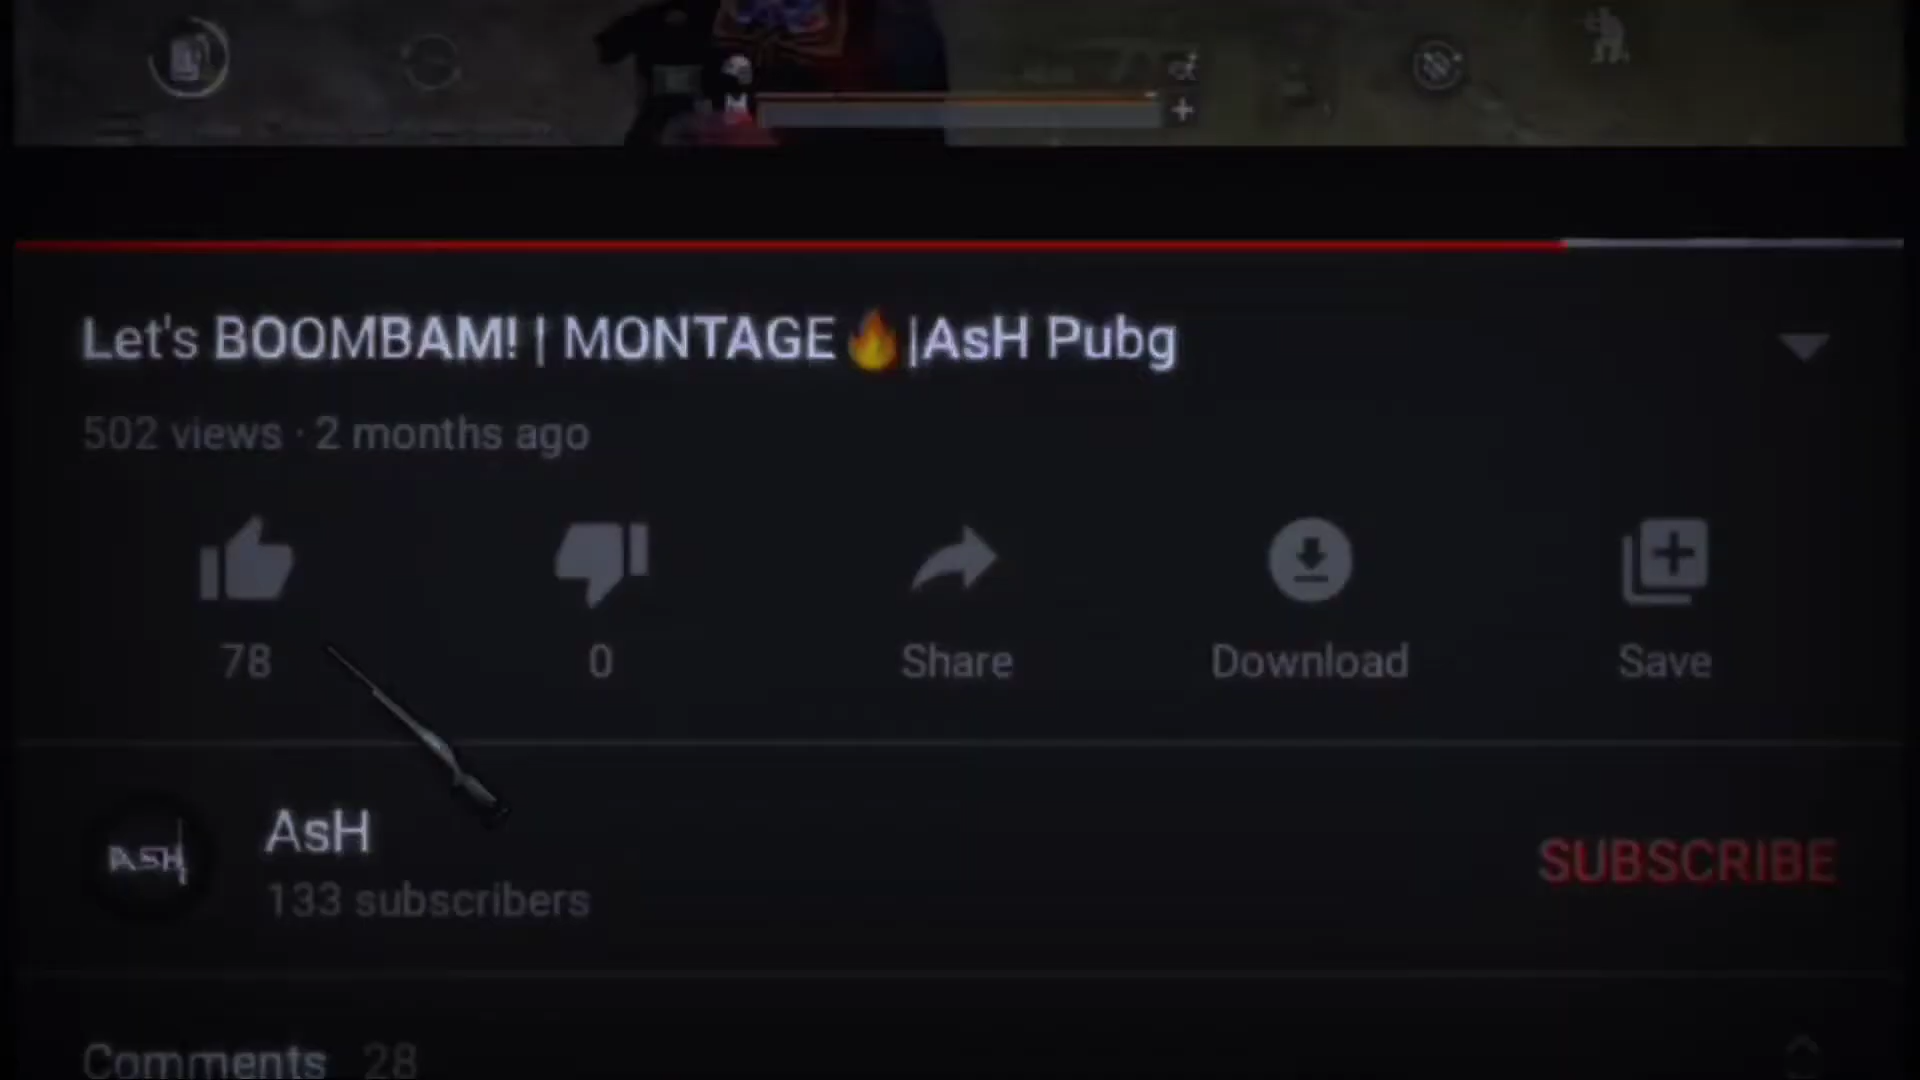 Let's BOOMBAM! | MONTAGE🔥|AsH Pubg
502 views · 2 months ago
78
0
Share
Download
Save
ASH
AsH
133 subscribers
SUBSCRIBE
Comments 28